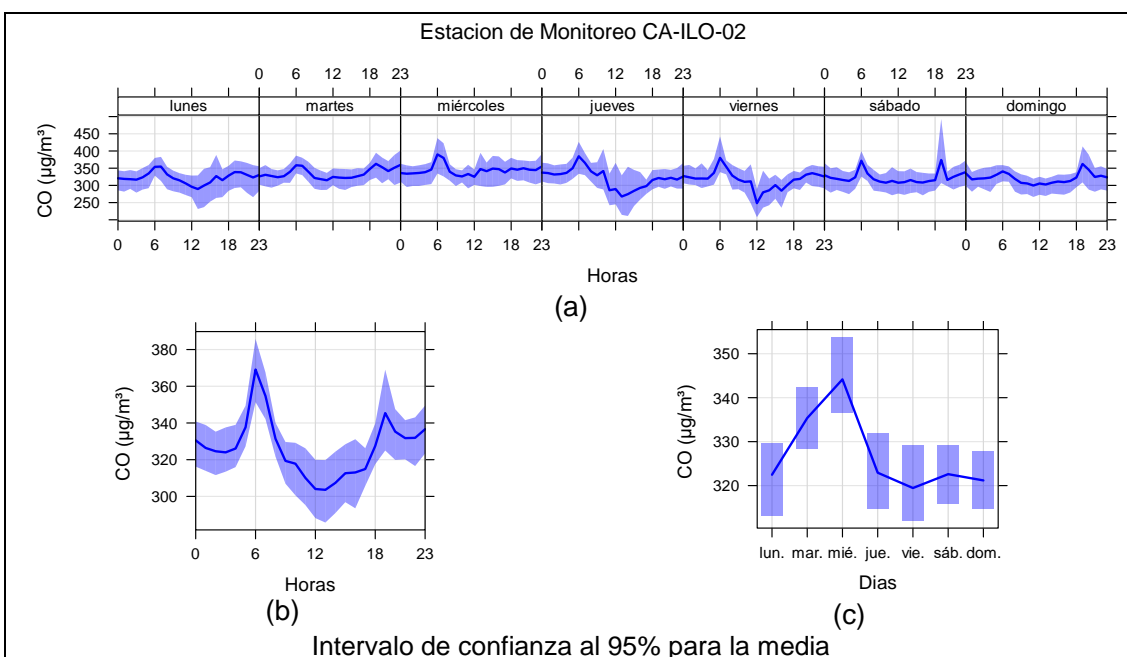 Estacion de Monitoreo CA-ILO-02
0 6 12 18 23 0 6 12 18 23 0 6 12 18 23
lunes martes miércoles jueves viernes sábado domingo
CO (µg/m³)
450
400
350
300
250
0 6 12 18 23 0 6 12 18 23 0 6 12 18 23 0 6 12 18 23
Horas
(a)
CO (µg/m³)
380
360
340
320
300
0 6 12 18 23
Horas
(b)
CO (µg/m³)
350
340
330
320
lun. mar. mié. jue. vie. sáb. dom.
Dias
(c)
Intervalo de confianza al 95% para la media